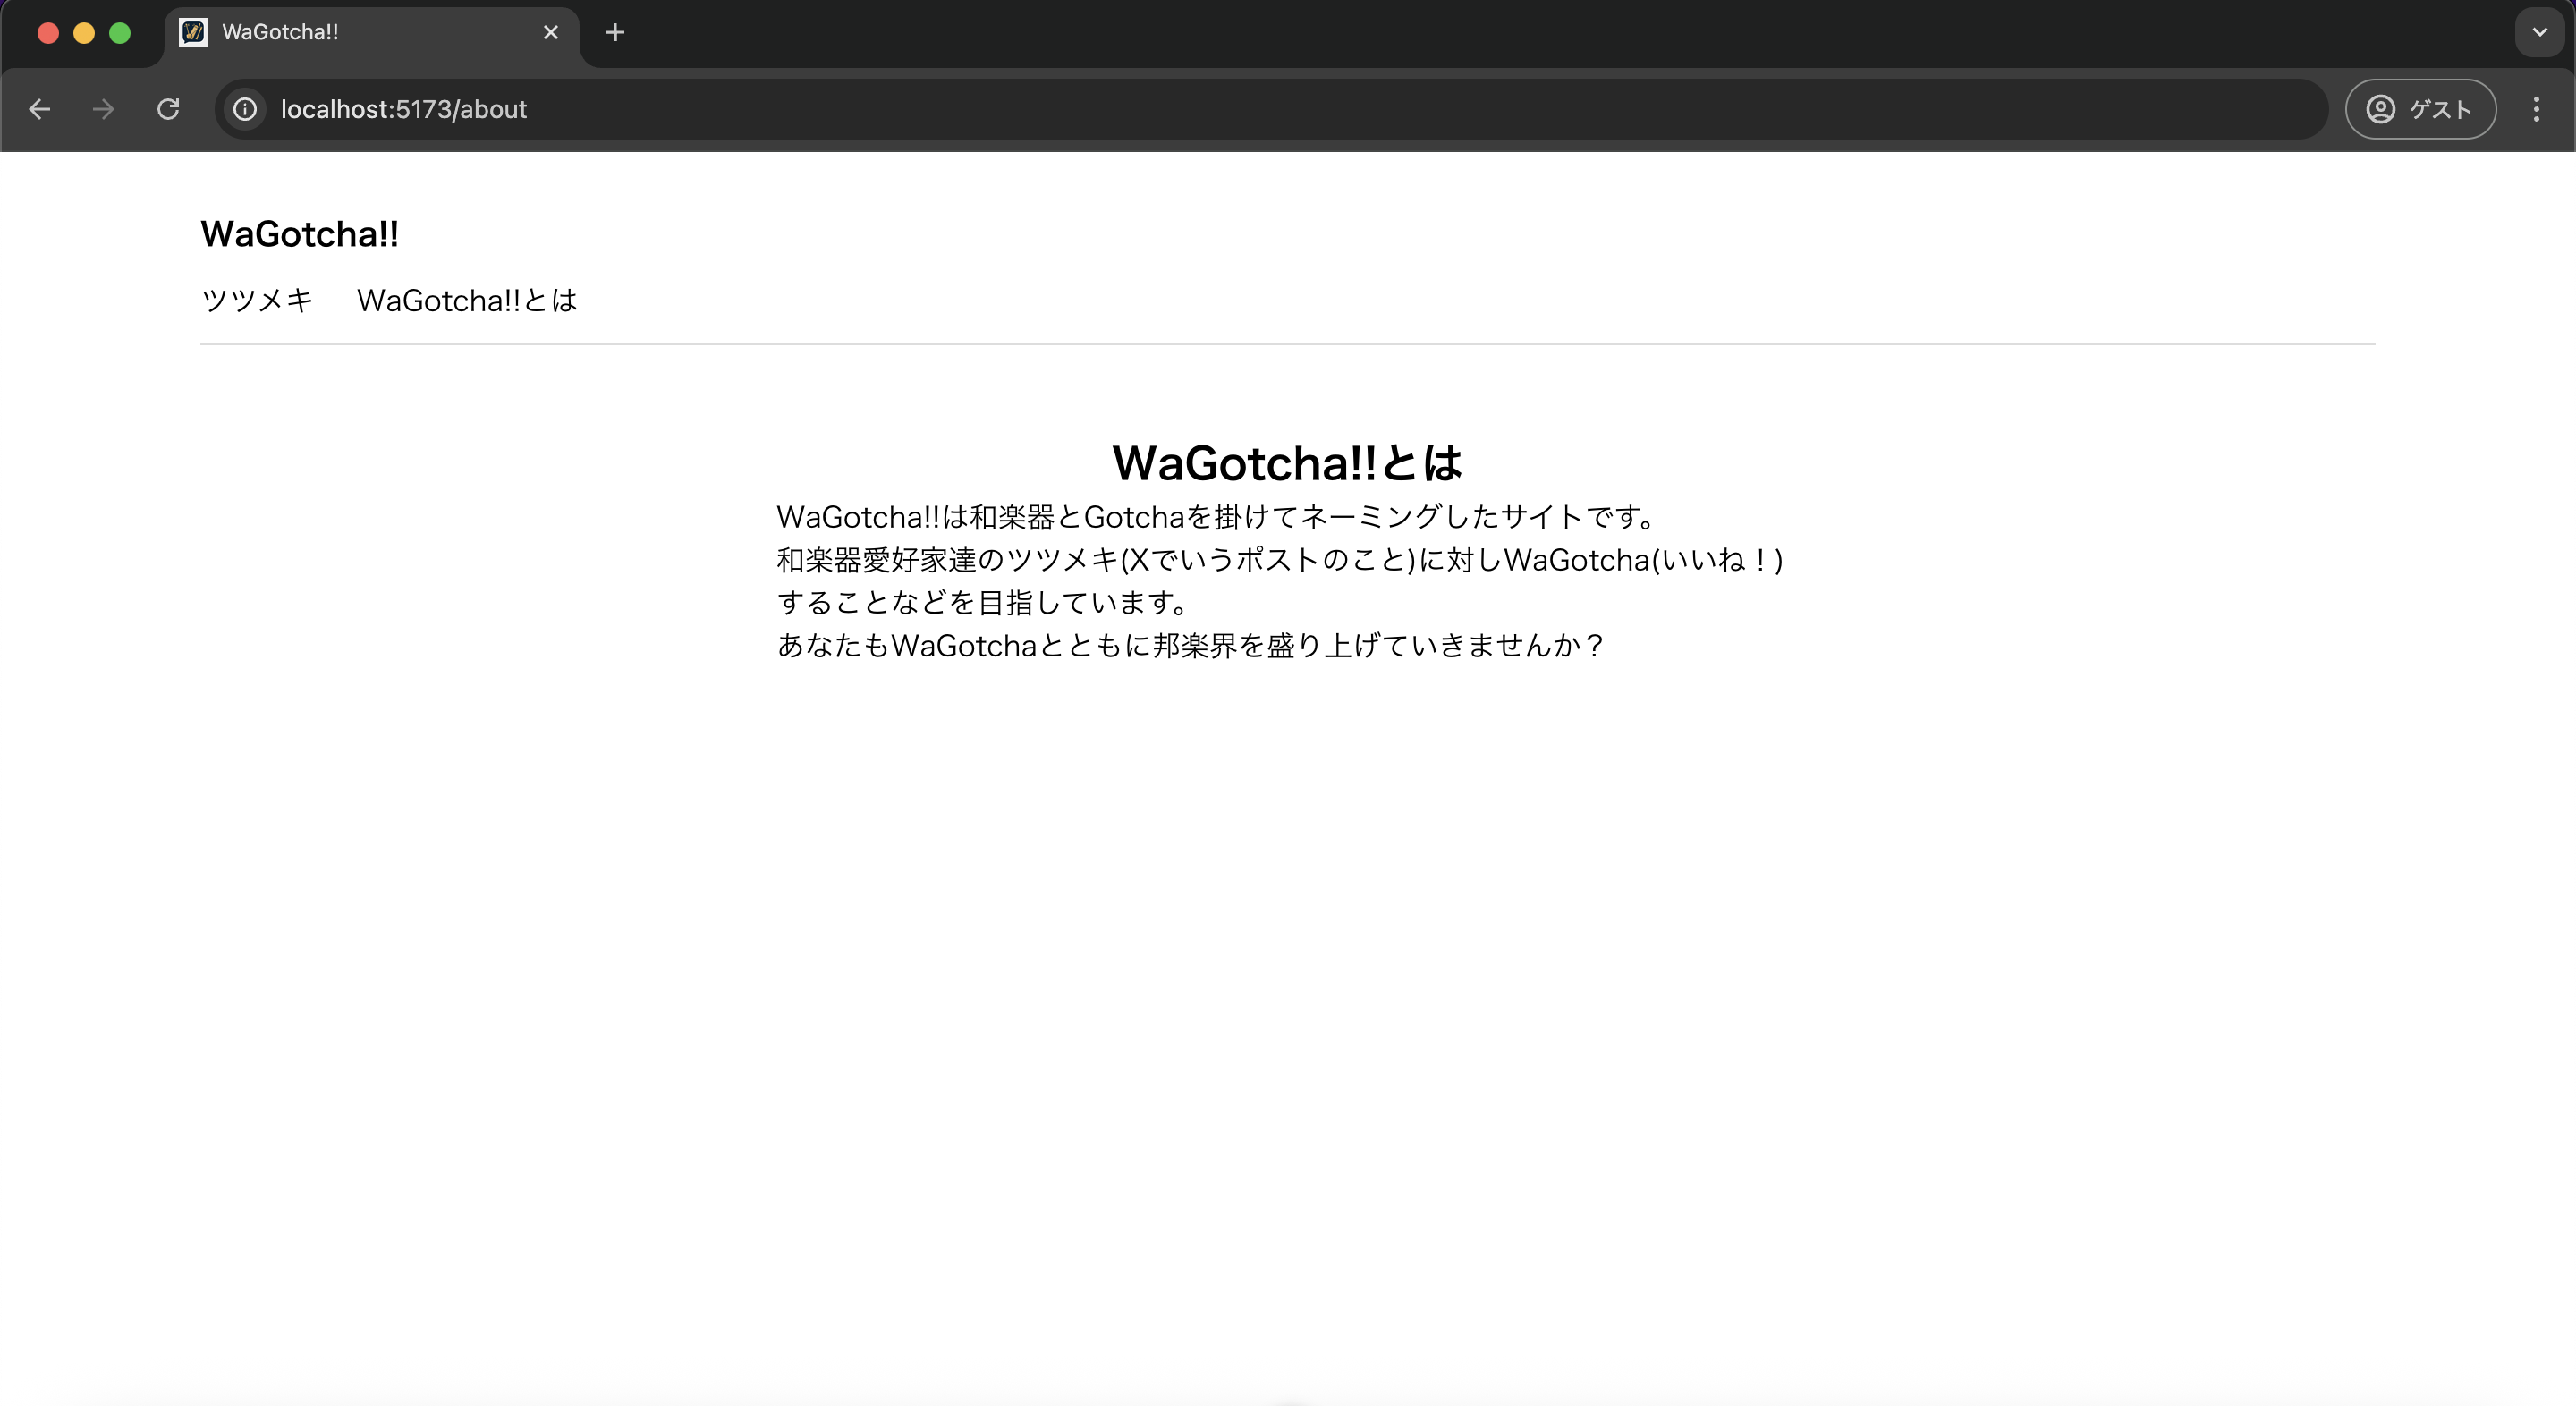 WaGotcha!!
localhost:5173/about
ゲスト
WaGotcha!!
ツツメキ WaGotcha!!とは
WaGotcha!!とは
WaGotcha!!は和楽器とGotchaを掛けてネーミングしたサイトです。
和楽器愛好家達のツツメキ(Xでいうポストのこと)に対しWaGotcha(いいね！)
することなどを目指しています。
あなたもWaGotchaとともに邦楽界を盛り上げていきませんか？